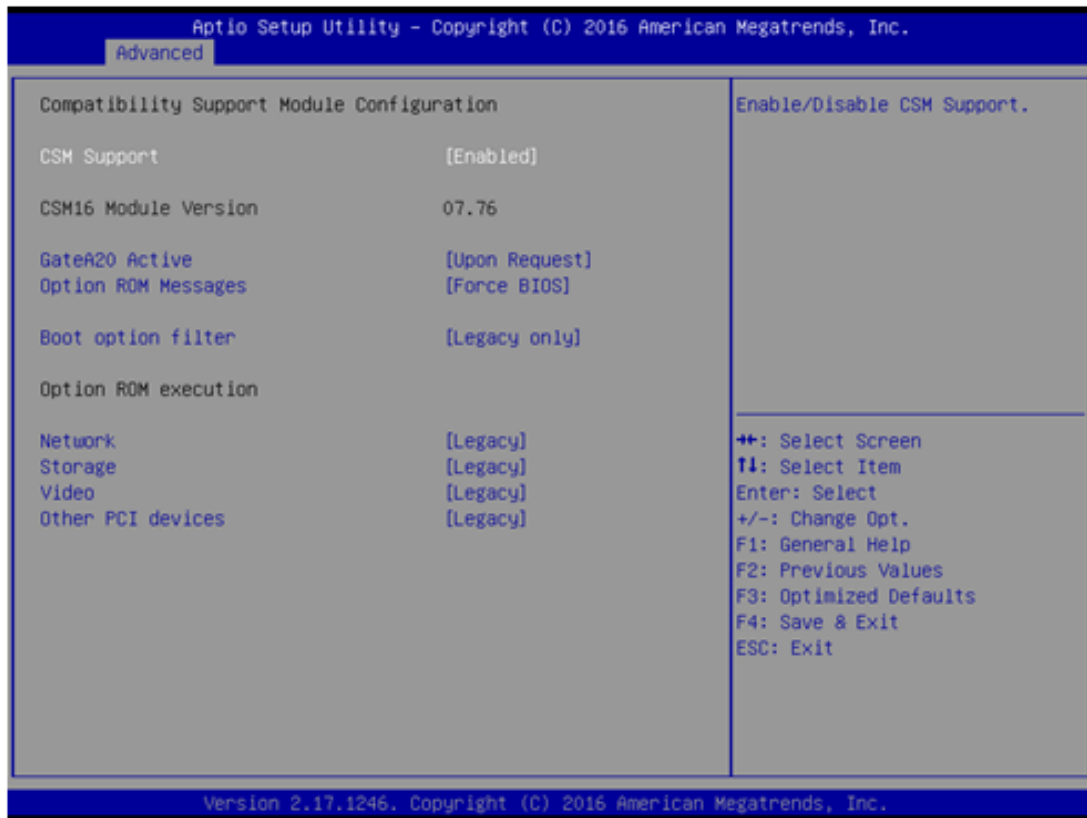 Aptio Setup Utility – Copyright (C) 2016 American Megatrends, Inc.
Advanced
Compatibility Support Module Configuration
CSM Support [Enabled]
CSM16 Module Version 07.76
GateA20 Active [Upon Request]
Option ROM Messages [Force BIOS]
Boot option filter [Legacy only]
Option ROM execution
Network [Legacy]
Storage [Legacy]
Video [Legacy]
Other PCI devices [Legacy]
Enable/Disable CSM Support.
→←: Select Screen
↑↓: Select Item
Enter: Select
+/-: Change Opt.
F1: General Help
F2: Previous Values
F3: Optimized Defaults
F4: Save & Exit
ESC: Exit
Version 2.17.1246. Copyright (C) 2016 American Megatrends, Inc.